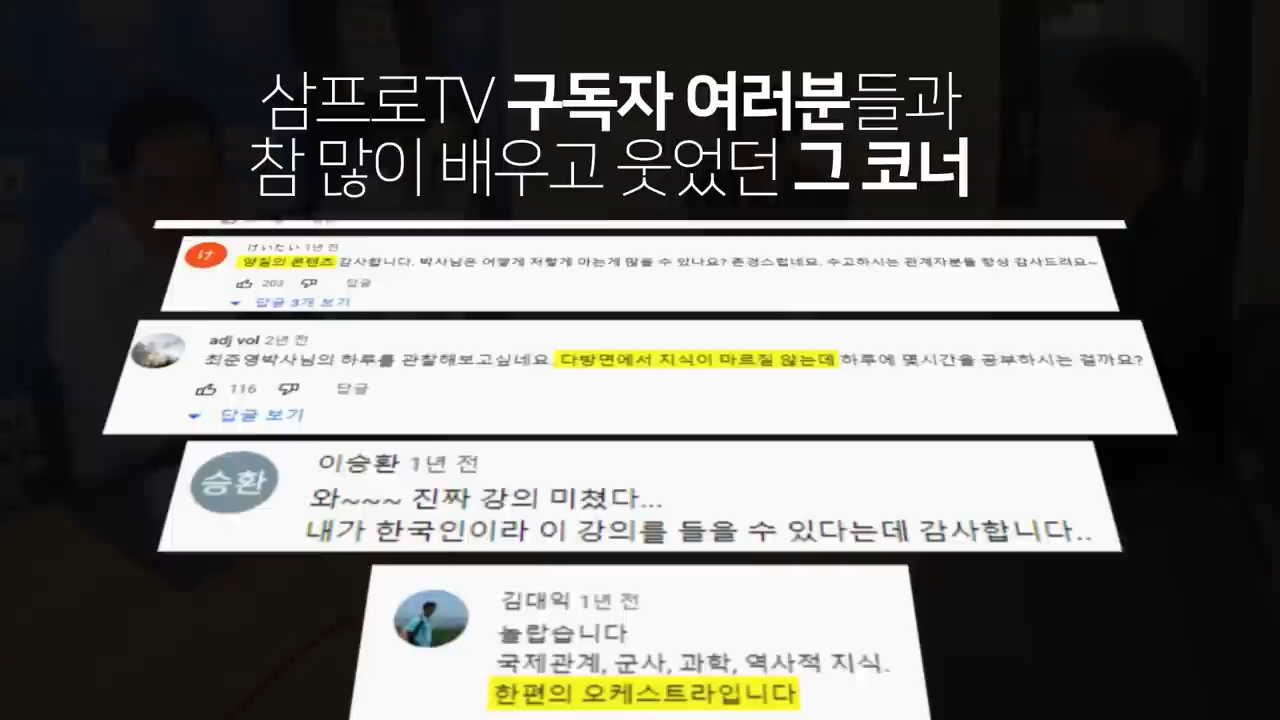 삼프로TV 구독자 여러분들과
참 많이 배우고 웃었던 그 코너
け
けいたい 1년 전
양질의 콘텐츠 감사합니다. 박사님은 어떻게 저렇게 아는게 많을 수 있나요? 존경스럽네요. 수고하시는 관계자분들 항상 감사드려요~
203 답글
답글 3개 보기
adj vol 2년 전
최준영박사님의 하루를 관찰해보고싶네요 다방면에서 지식이 마르질 않는데 하루에 몇시간을 공부하시는 걸까요?
116 답글
답글 보기
승환
이승환 1년 전
와~~~ 진짜 강의 미쳤다...
내가 한국인이라 이 강의를 들을 수 있다는데 감사합니다..
김대익 1년 전
놀랍습니다
국제관계, 군사, 과학, 역사적 지식.
한편의 오케스트라입니다